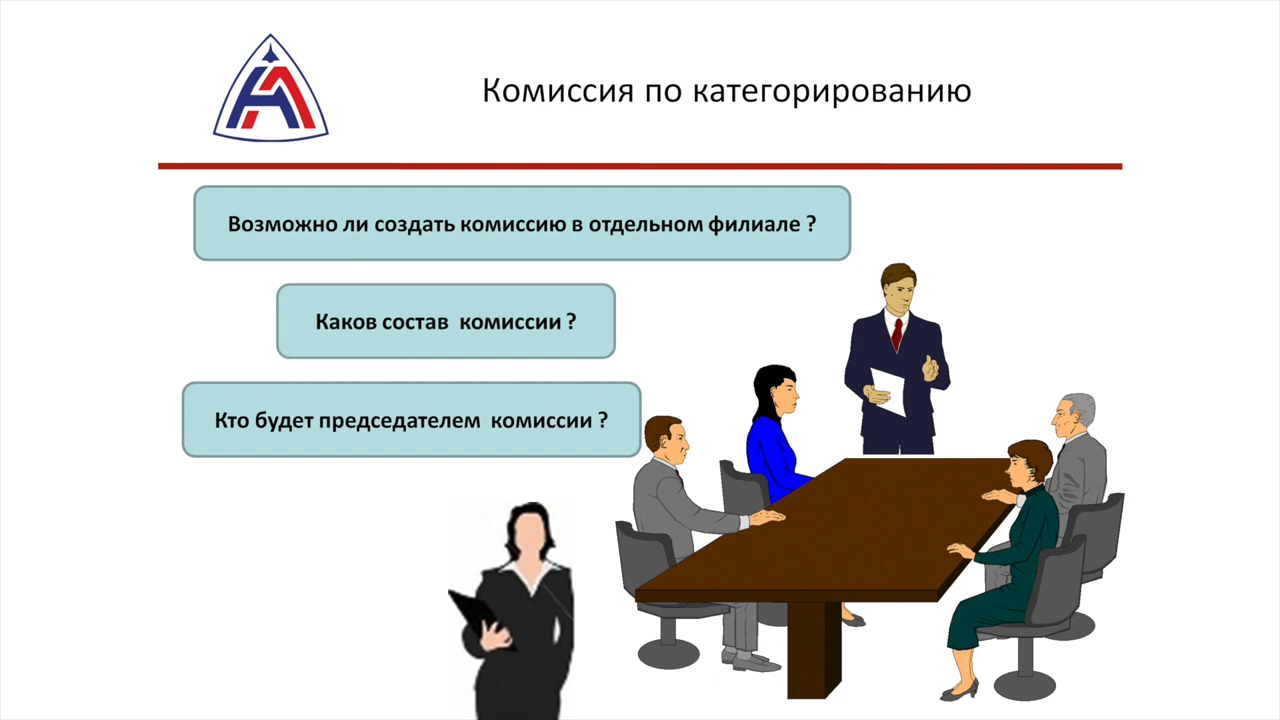 Комиссия по категорированию
Возможно ли создать комиссию в отдельном филиале ?
Каков состав комиссии ?
Кто будет председателем комиссии ?